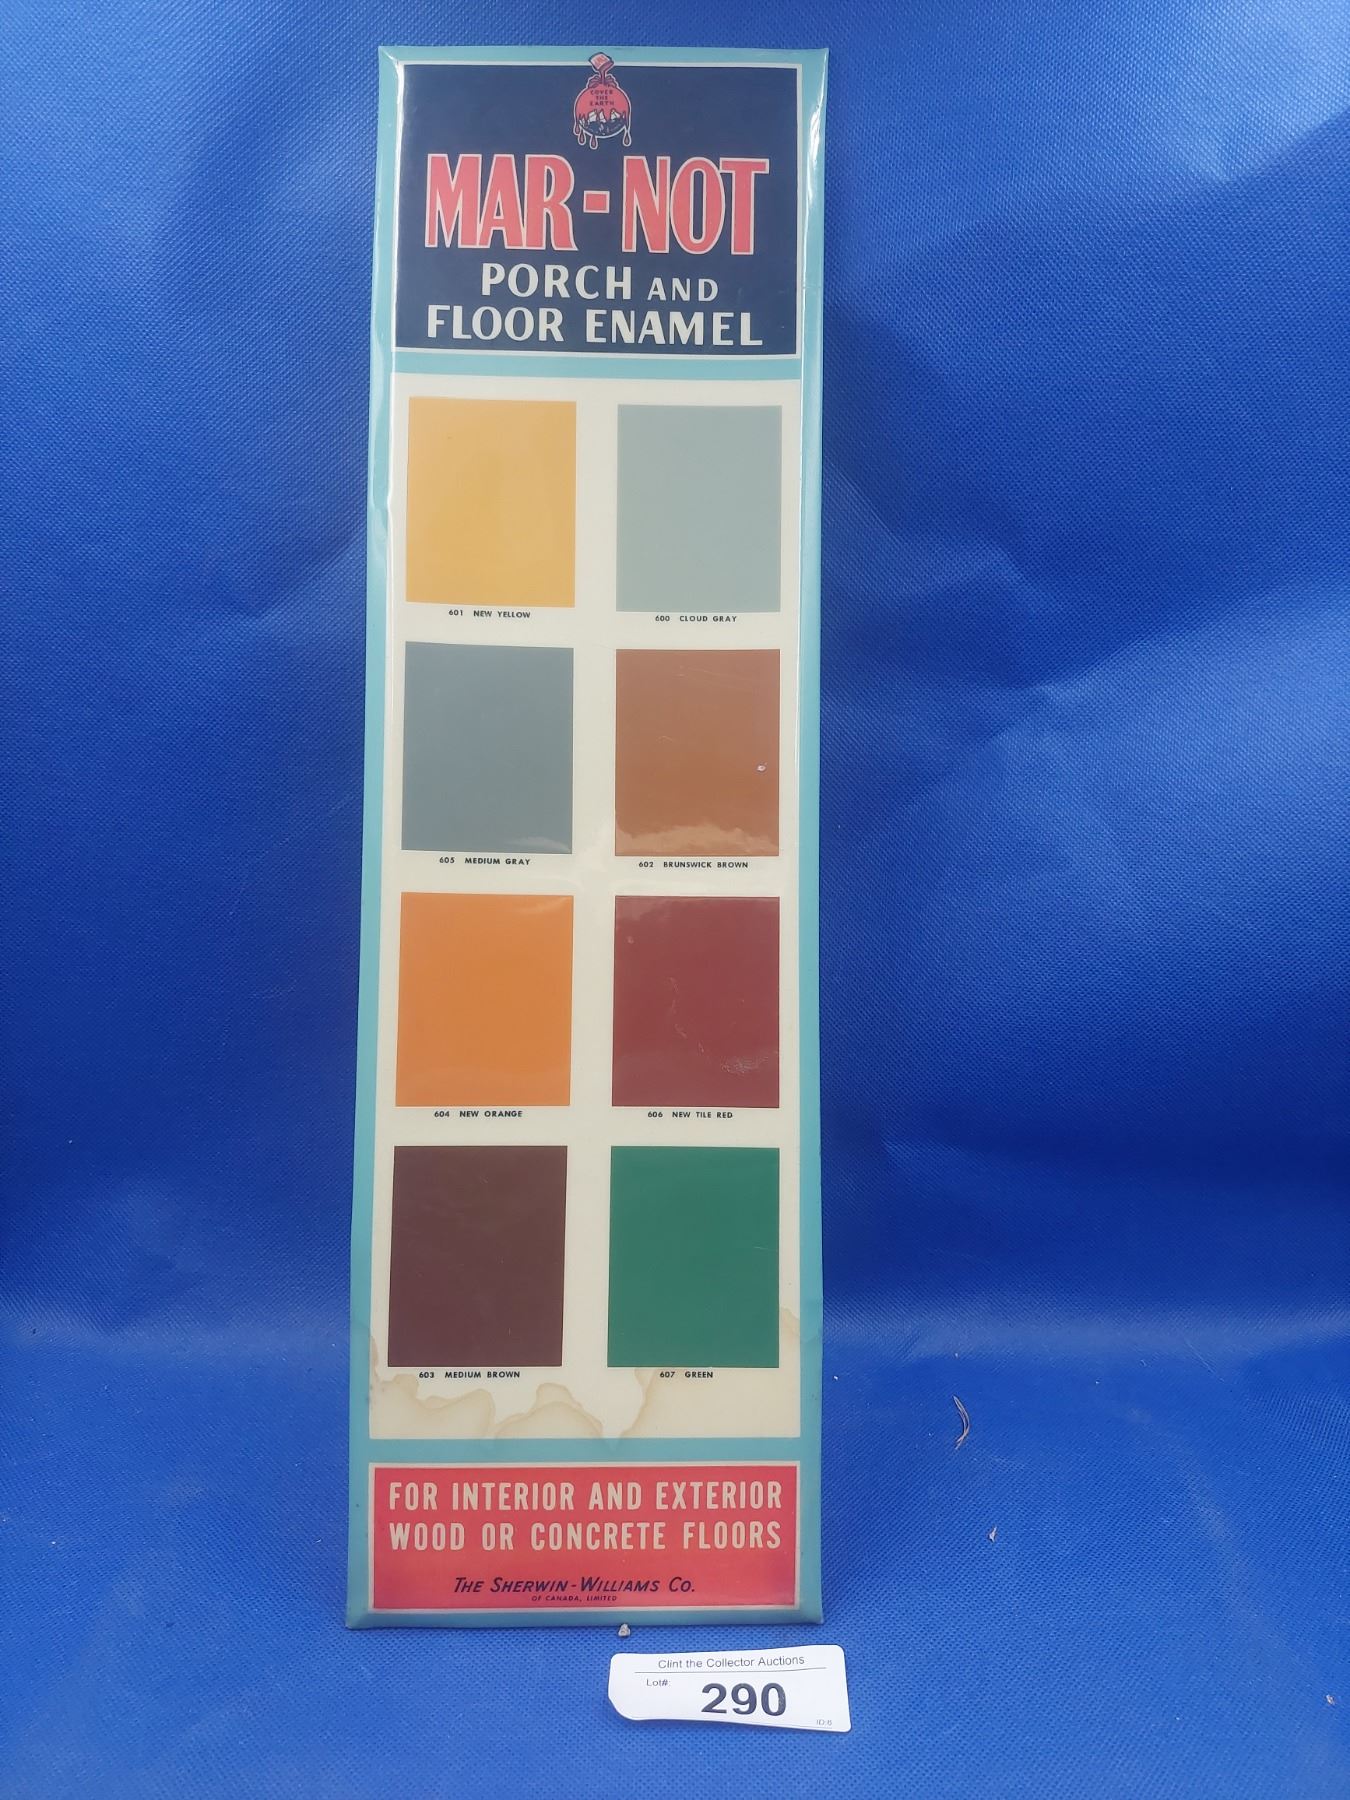 COVER
THE
EARTH
MAR-NOT
PORCH AND
FLOOR ENAMEL
601 NEW YELLOW
600 CLOUD GRAY
605 MEDIUM GRAY
602 BRUNSWICK BROWN
604 NEW ORANGE
606 NEW TILE RED
603 MEDIUM BROWN
607 GREEN
FOR INTERIOR AND EXTERIOR
WOOD OR CONCRETE FLOORS
THE SHERWIN-WILLIAMS CO.
OF CANADA, LIMITED
Clint the Collector Auctions
Lot#:
290
ID:6